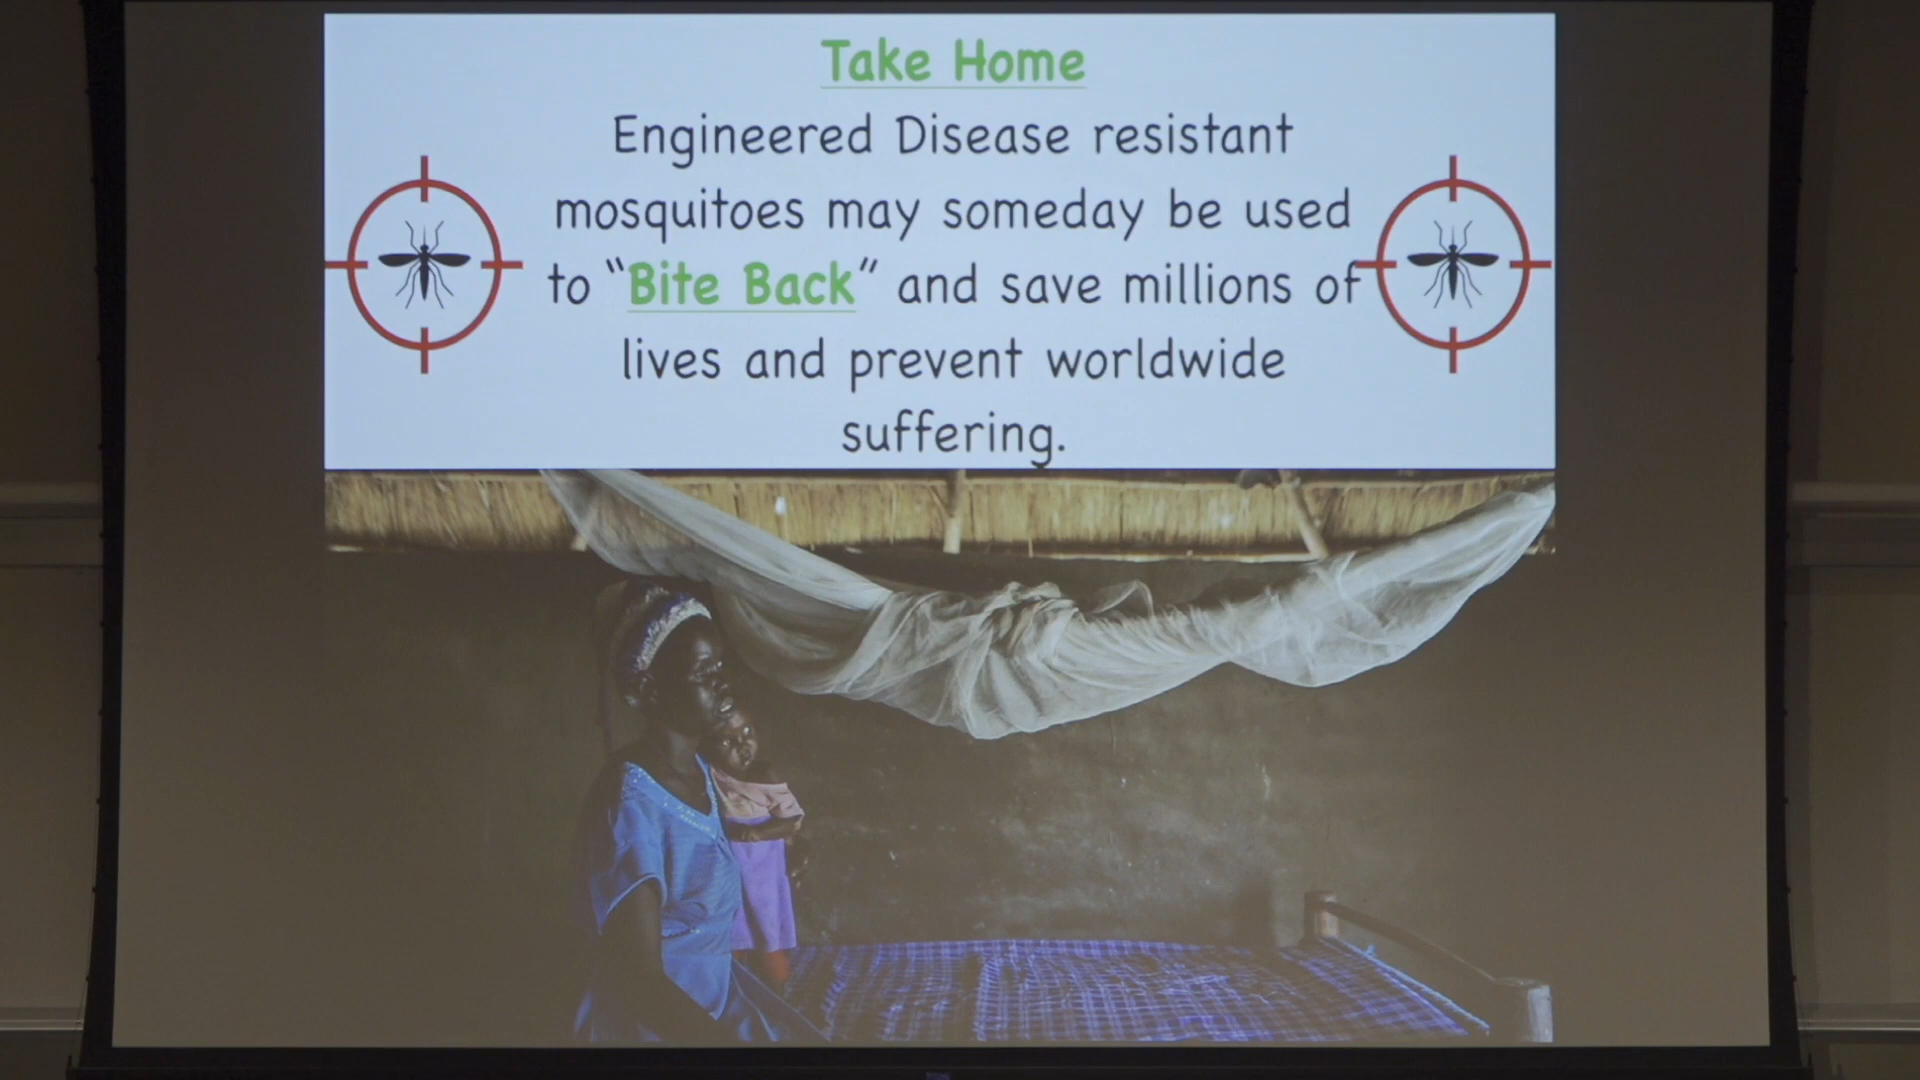 Take Home
Engineered Disease resistant
mosquitoes may someday be used
to "Bite Back" and save millions of
lives and prevent worldwide
suffering.